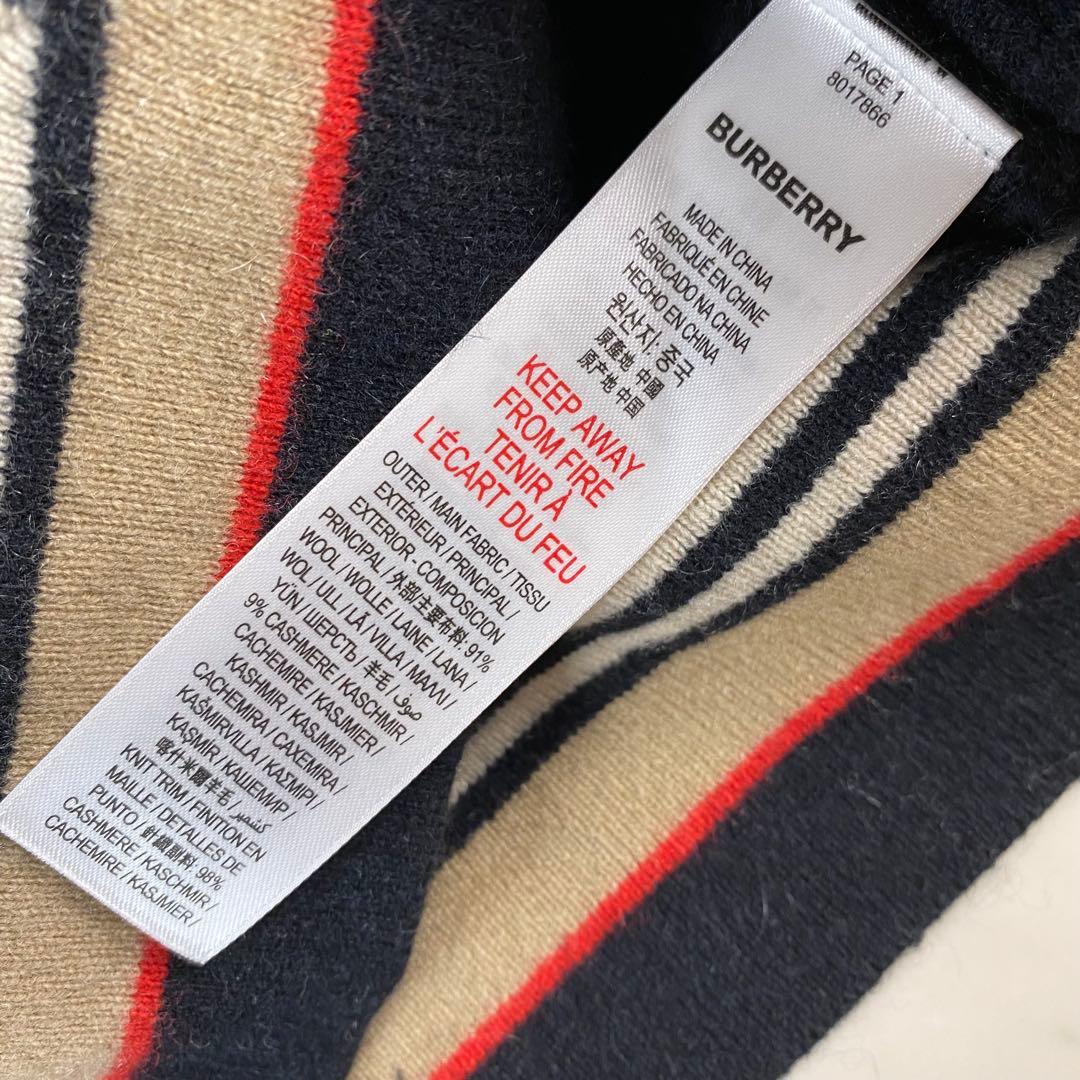 PAGE 1
8017866
BURBERRY
MADE IN CHINA
FABRIQUÉ EN CHINE
FABRICADO NA CHINA
HECHO EN CHINA
원산지: 중국
原產地 中國
原产地 中国
KEEP AWAY
FROM FIRE
TENIR À
L'ÉCART DU FEU
OUTER / MAIN FABRIC / TISSU
EXTÉRIEUR / PRINCIPAL /
EXTERIOR - COMPOSICION
PRINCIPAL / 外部主要布料: 91%
WOOL / WOLLE / LAINE / LANA /
WOL / ULL / LÃ / VILLA / ΜΑΛΛΙ /
YÜN / ШЕРСТЬ / 羊毛 / صوف
9% CASHMERE / KASCHMIR /
CACHEMIRE / KASJMIER /
KASHMIR / KASJMIR /
CACHEMIRA / CAXEMIRA /
KAŠMIRVILLA / ΚΑΣΜΙΡΙ /
KAŞMIR / КАШЕМИР /
喀什米爾羊毛 / كشمير
KNIT TRIM / FINITION EN
MAILLE / DETALLES DE
PUNTO / 針織副料: 98%
CASHMERE / KASCHMIR /
CACHEMIRE / KASJMIER /